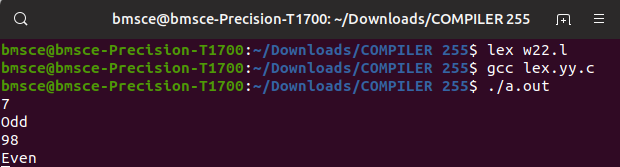 bmsce@bmsce-Precision-T1700: ~/Downloads/COMPILER 255
bmsce@bmsce-Precision-T1700:~/Downloads/COMPILER 255$ lex w22.l
bmsce@bmsce-Precision-T1700:~/Downloads/COMPILER 255$ gcc lex.yy.c
bmsce@bmsce-Precision-T1700:~/Downloads/COMPILER 255$ ./a.out
7
Odd
98
Even